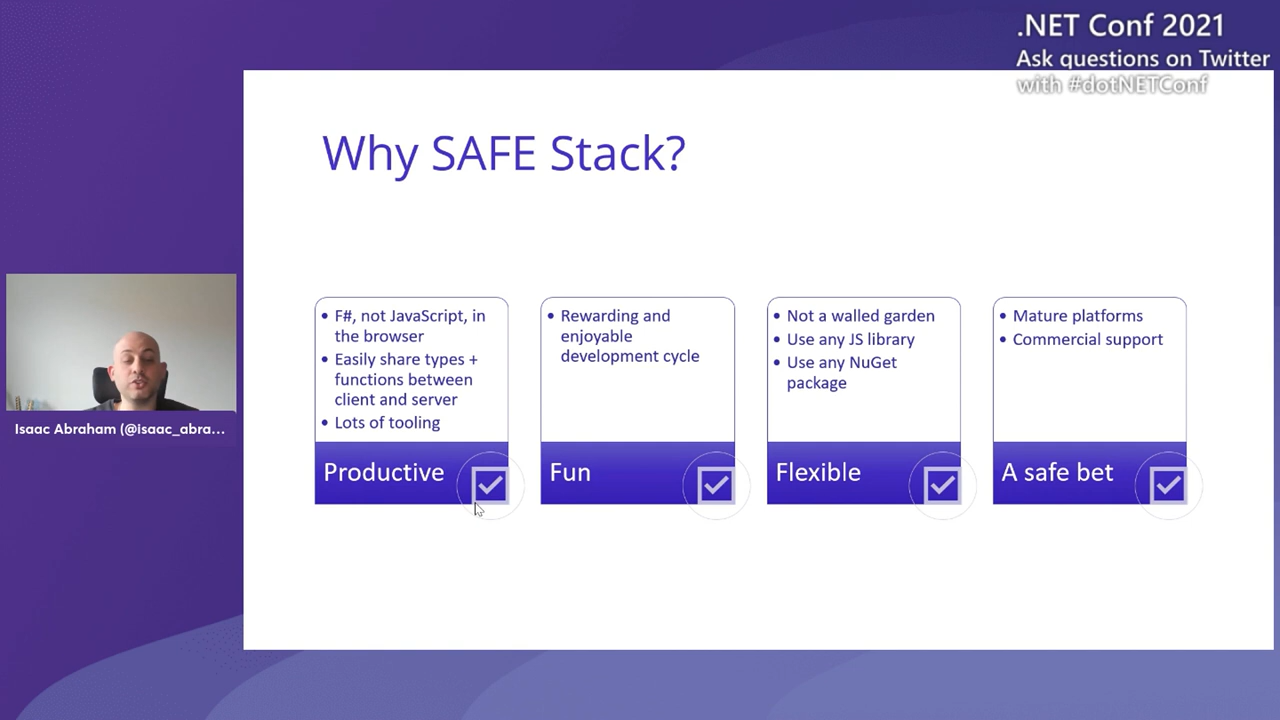 .NET Conf 2021
Ask questions on Twitter
with #dotNETConf
Why SAFE Stack?
• F#, not JavaScript, in
the browser
• Easily share types +
functions between
client and server
• Lots of tooling
Productive
• Rewarding and
enjoyable
development cycle
Fun
• Not a walled garden
• Use any JS library
• Use any NuGet
package
Flexible
• Mature platforms
• Commercial support
A safe bet
Isaac Abraham (@isaac_abra...